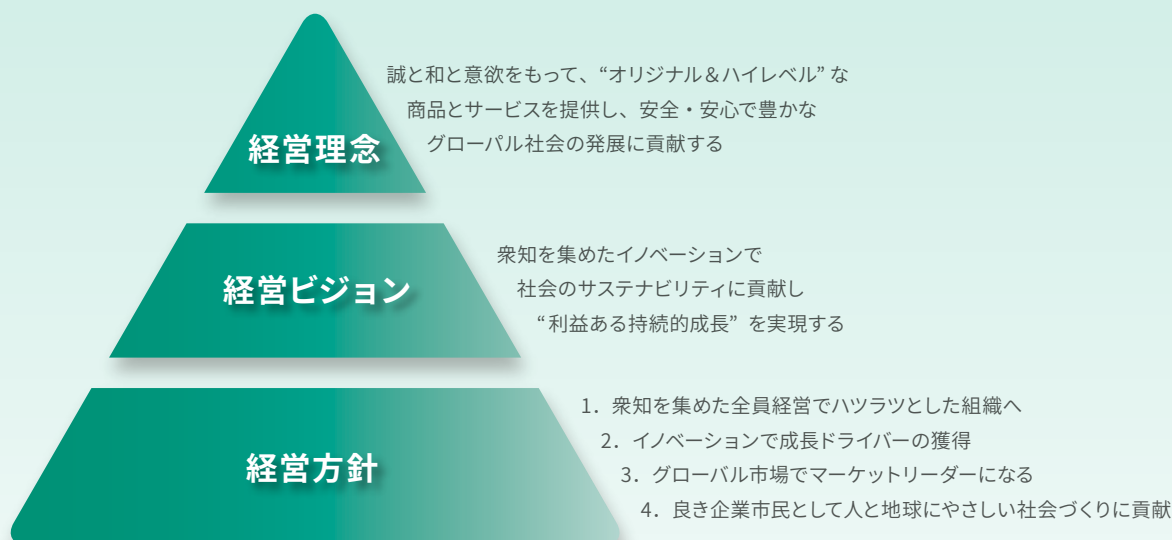 経営理念
誠と和と意欲をもって、“オリジナル＆ハイレベル” な
商品とサービスを提供し、安全・安心で豊かな
グローパル社会の発展に貢献する
経営ビジョン
衆知を集めたイノベーションで
社会のサステナビリティに貢献し
“利益ある持続的成長” を実現する
経営方針
1．衆知を集めた全員経営でハツラツとした組織へ
2．イノベーションで成長ドライバーの獲得
3．グローバル市場でマーケットリーダーになる
4．良き企業市民として人と地球にやさしい社会づくりに貢献